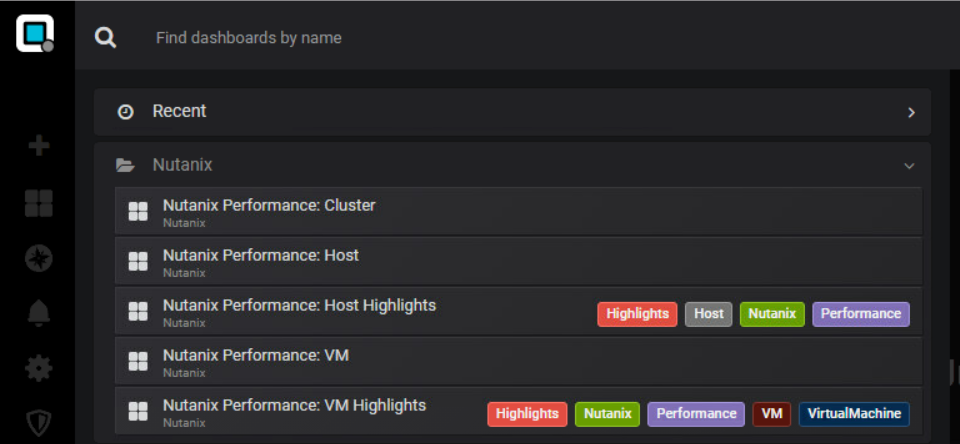 Find dashboards by name
Recent
Nutanix
Nutanix Performance: Cluster
Nutanix
Nutanix Performance: Host
Nutanix
Nutanix Performance: Host Highlights
Nutanix
Highlights Host Nutanix Performance
Nutanix Performance: VM
Nutanix
Nutanix Performance: VM Highlights
Nutanix
Highlights Nutanix Performance VM VirtualMachine